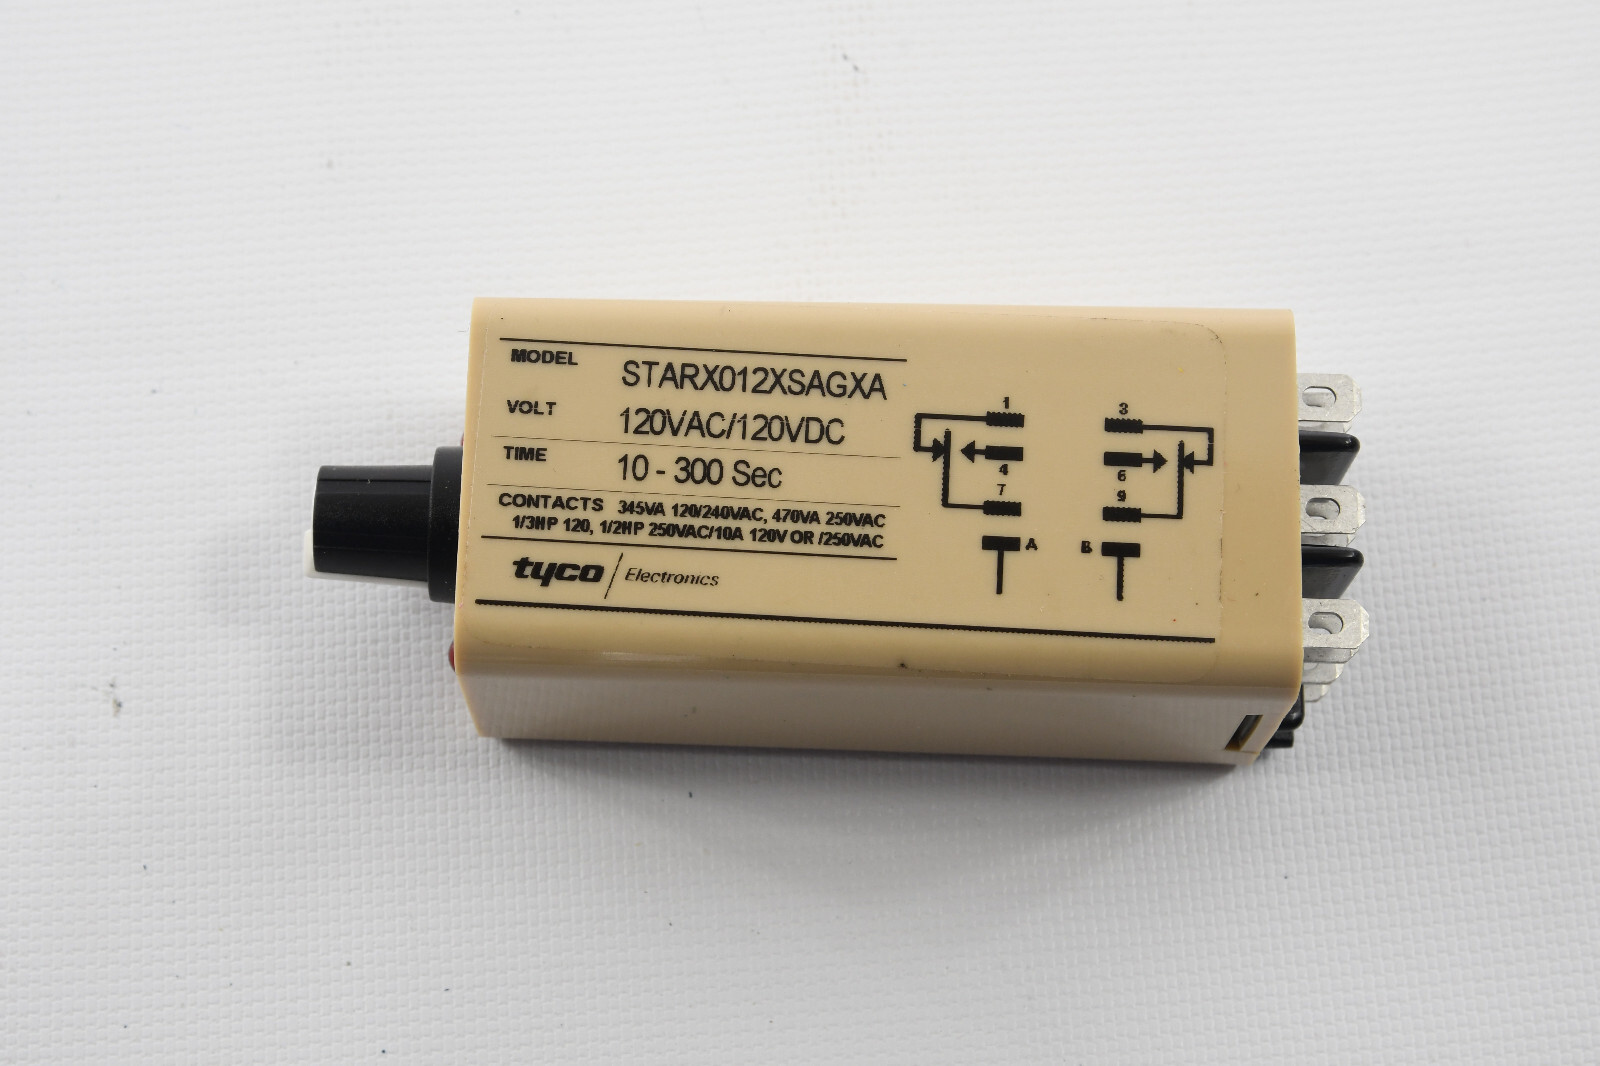 MODEL STARX012XSAGXA
VOLT 120VAC/120VDC
TIME 10 - 300 Sec
CONTACTS 345VA 120/240VAC, 470VA 250VAC
1/3HP 120, 1/2HP 250VAC/10A 120V OR /250VAC
tyco / Electronics
1 3
4 6
7 9
A B